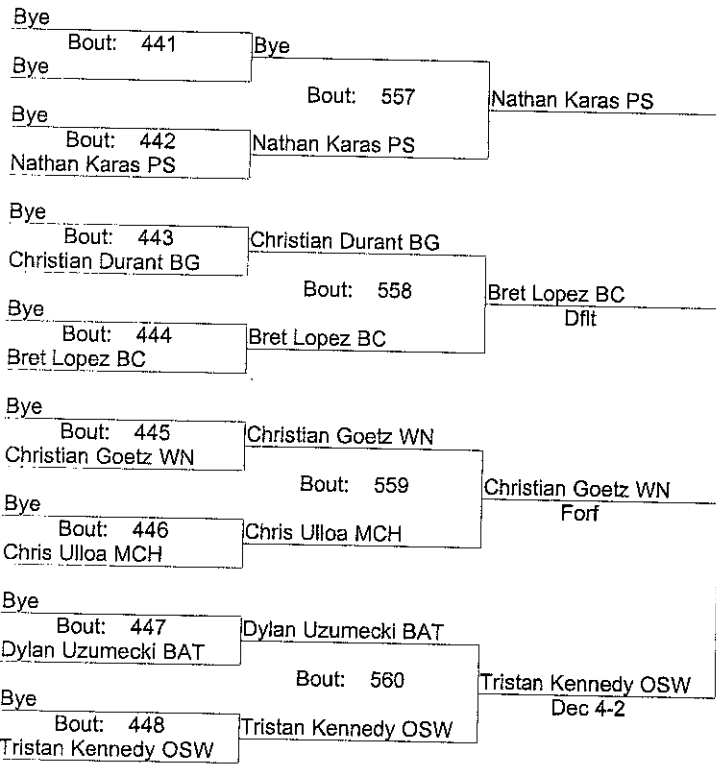 Bye
Bout: 441
Bye
Bye
Bout: 557
Nathan Karas PS
Bye
Bout: 442
Nathan Karas PS
Nathan Karas PS
Bye
Bout: 443
Christian Durant BG
Christian Durant BG
Bout: 558
Bret Lopez BC
Dflt
Bye
Bout: 444
Bret Lopez BC
Bret Lopez BC
Bye
Bout: 445
Christian Goetz WN
Christian Goetz WN
Bout: 559
Christian Goetz WN
Forf
Bye
Bout: 446
Chris Ulloa MCH
Chris Ulloa MCH
Bye
Bout: 447
Dylan Uzumecki BAT
Dylan Uzumecki BAT
Bout: 560
Tristan Kennedy OSW
Dec 4-2
Bye
Bout: 448
Tristan Kennedy OSW
Tristan Kennedy OSW